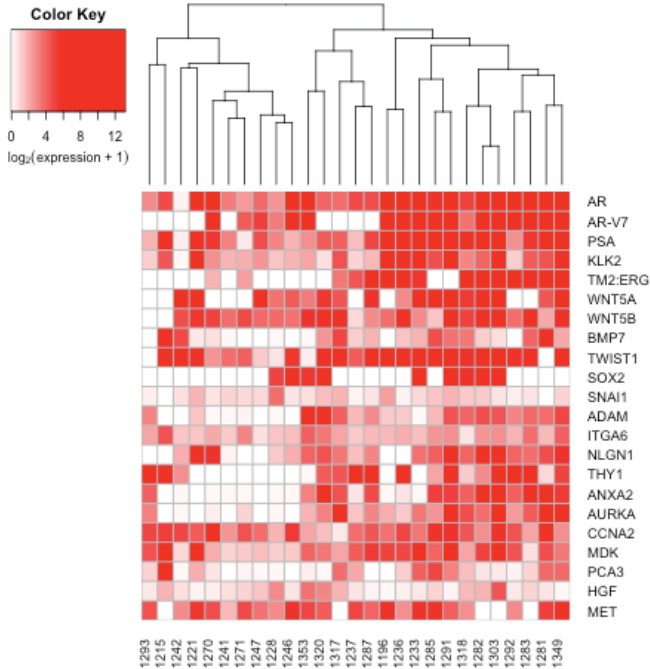 Color Key
0 4 8 12
log2(expression + 1)
AR
AR-V7
PSA
KLK2
TM2:ERG
WNT5A
WNT5B
BMP7
TWIST1
SOX2
SNAI1
ADAM
ITGA6
NLGN1
THY1
ANXA2
AURKA
CCNA2
MDK
PCA3
HGF
MET
1293 1215 1242 1221 1270 1241 1271 1247 1228 1246 1353 1320 1317 1237 1287 1196 1236 1233 1285 1291 1318 1282 1303 1292 1283 1281 1349